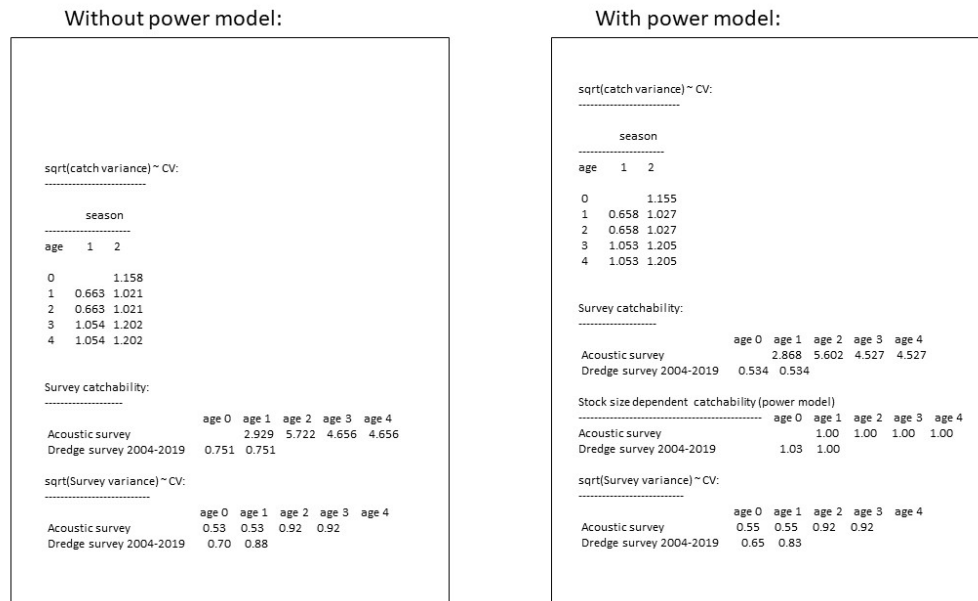 Without power model:
sqrt(catch variance) ~ CV:
--------------------------
season
----------------------
age 1 2
0 1.158
1 0.663 1.021
2 0.663 1.021
3 1.054 1.202
4 1.054 1.202
Survey catchability:
--------------------
age 0 age 1 age 2 age 3 age 4
Acoustic survey 2.929 5.722 4.656 4.656
Dredge survey 2004-2019 0.751 0.751
sqrt(Survey variance) ~ CV:
---------------------------
age 0 age 1 age 2 age 3 age 4
Acoustic survey 0.53 0.53 0.92 0.92
Dredge survey 2004-2019 0.70 0.88
With power model:
sqrt(catch variance) ~ CV:
--------------------------
season
----------------------
age 1 2
0 1.155
1 0.658 1.027
2 0.658 1.027
3 1.053 1.205
4 1.053 1.205
Survey catchability:
--------------------
age 0 age 1 age 2 age 3 age 4
Acoustic survey 2.868 5.602 4.527 4.527
Dredge survey 2004-2019 0.534 0.534
Stock size dependent catchability (power model)
----------------------------------------------- age 0 age 1 age 2 age 3 age 4
Acoustic survey 1.00 1.00 1.00 1.00
Dredge survey 2004-2019 1.03 1.00
sqrt(Survey variance) ~ CV:
---------------------------
age 0 age 1 age 2 age 3 age 4
Acoustic survey 0.55 0.55 0.92 0.92
Dredge survey 2004-2019 0.65 0.83